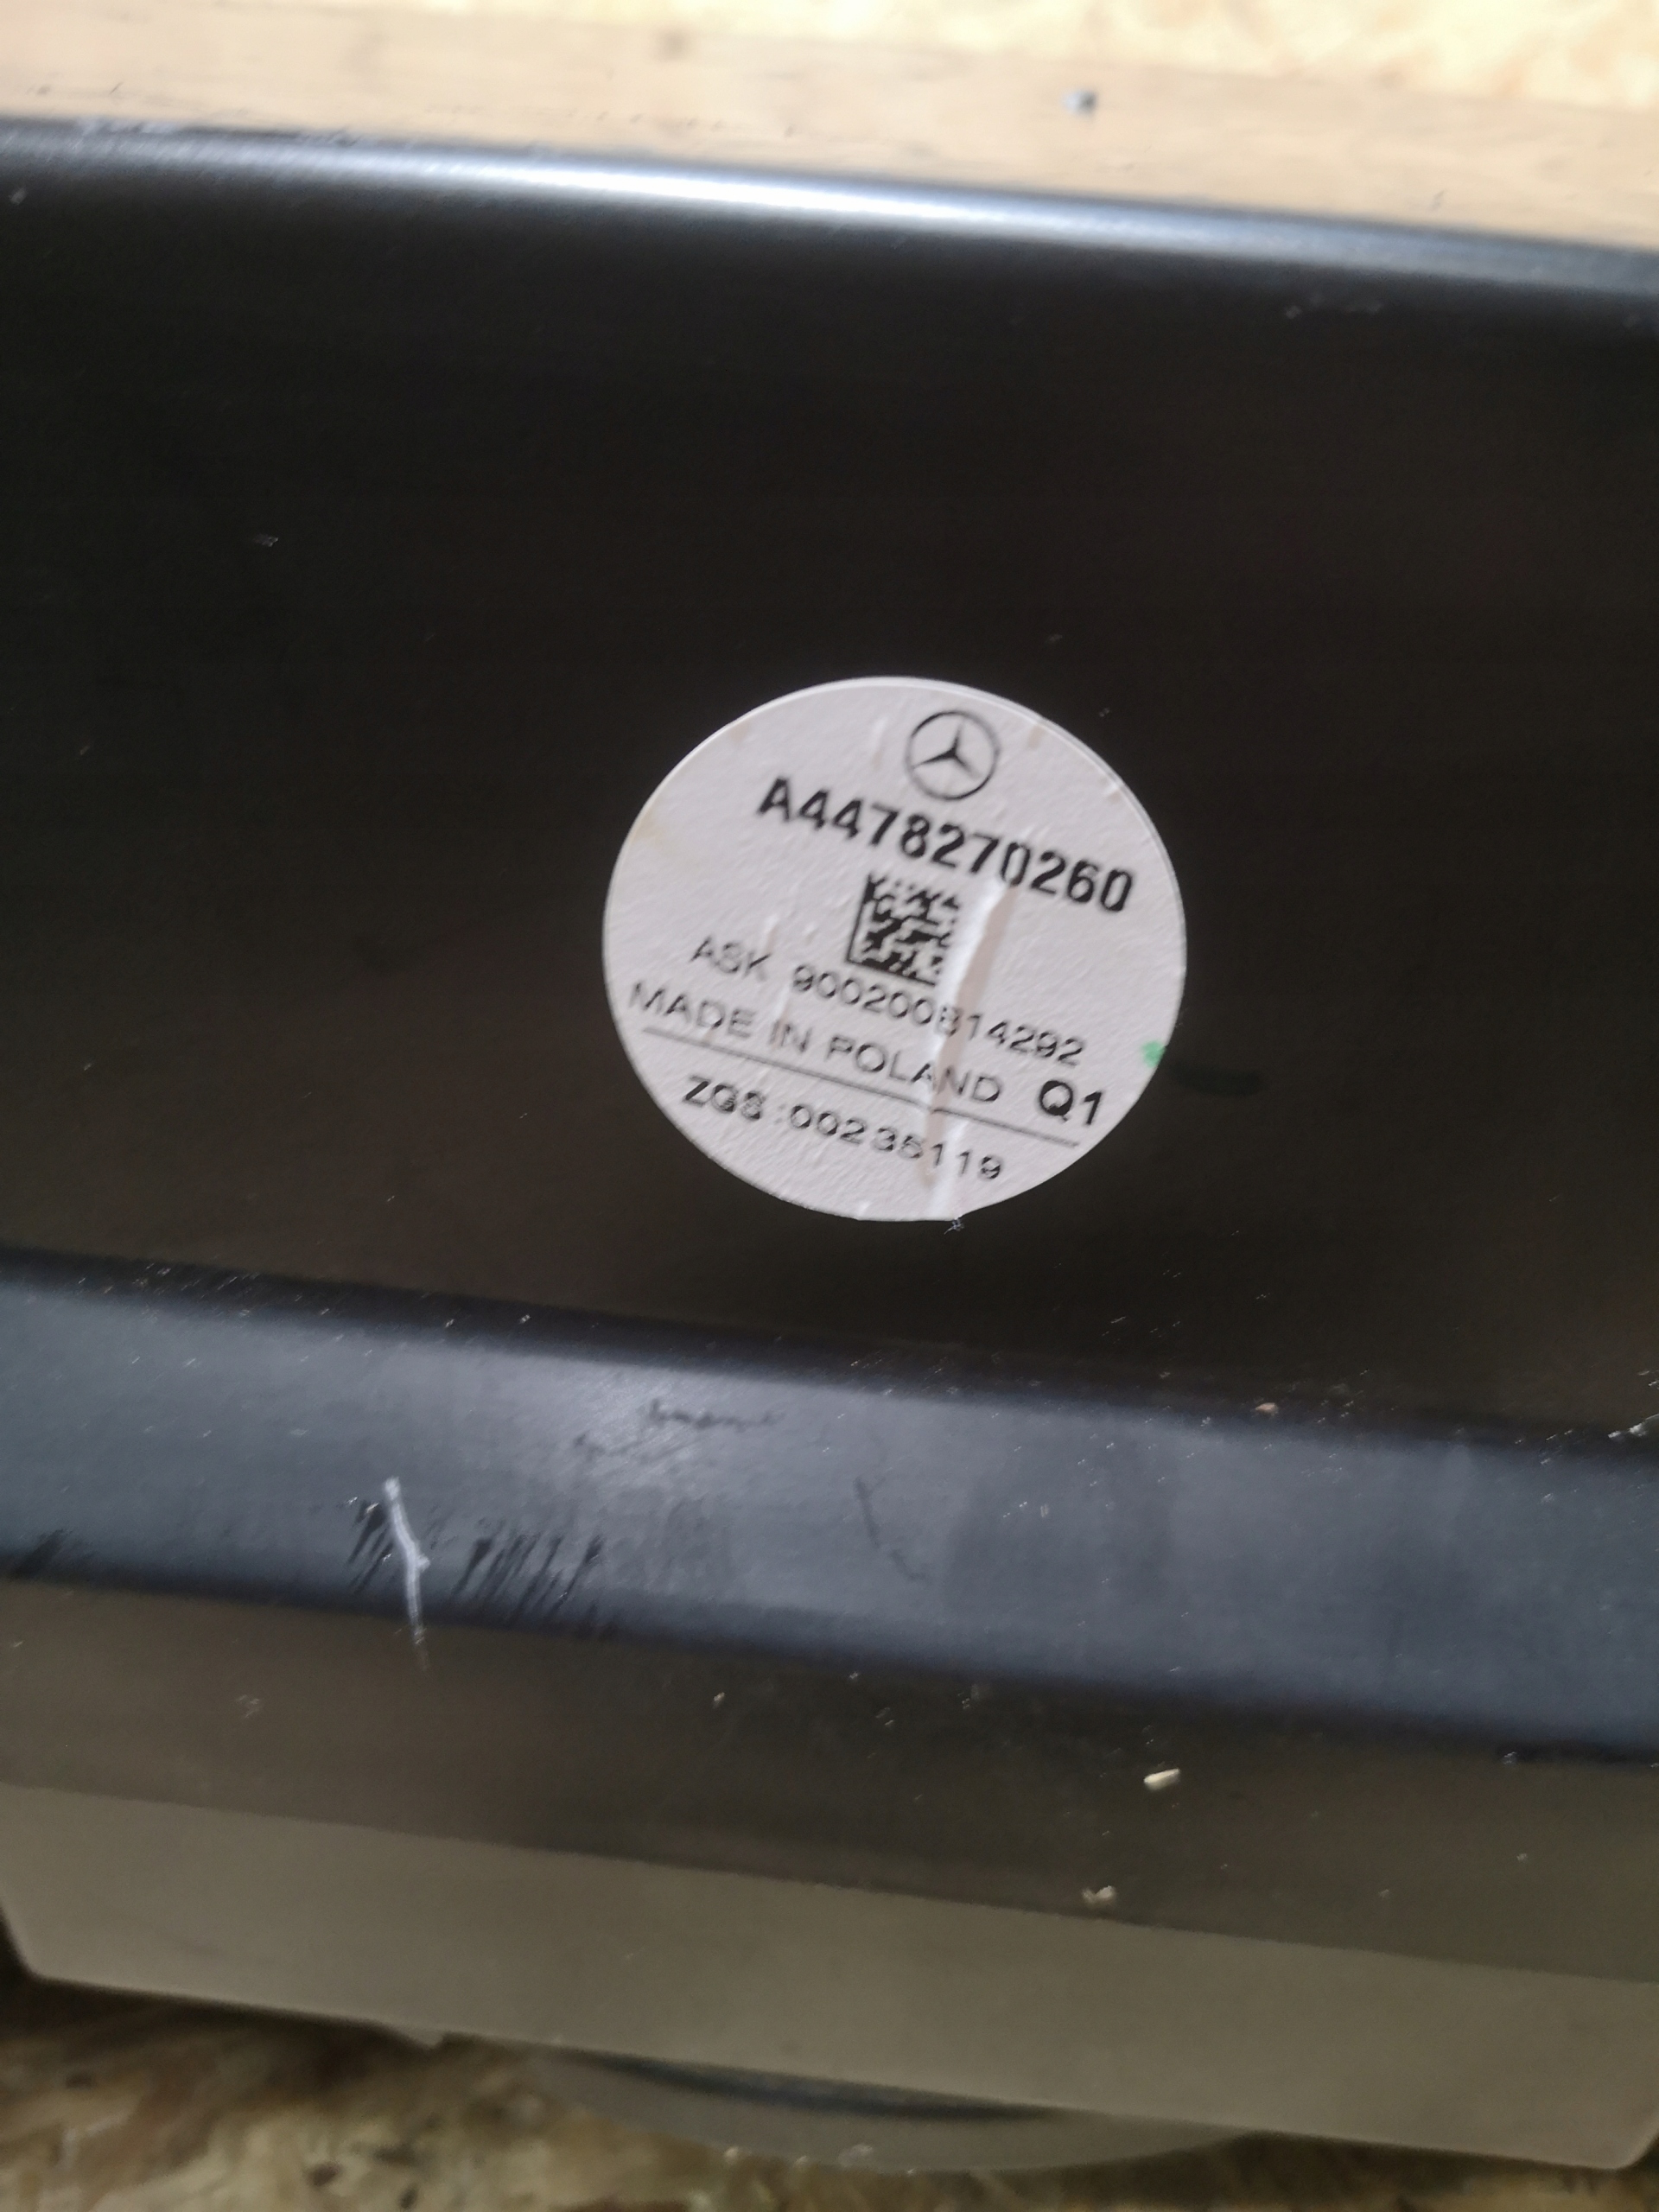 A4478270260
ASK 900200814292
MADE IN POLAND Q1
ZGS:00235119